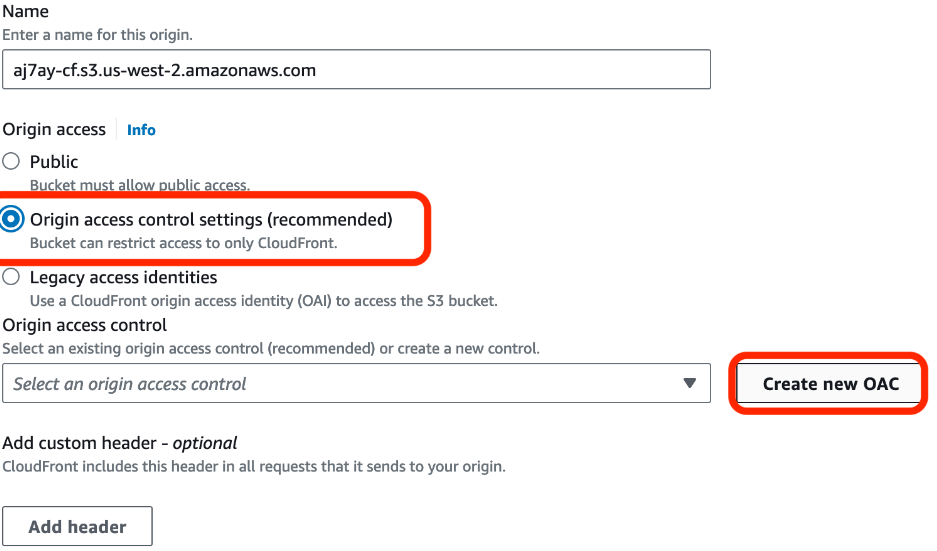 Name
Enter a name for this origin.
aj7ay-cf.s3.us-west-2.amazonaws.com
Origin access Info
Public
Bucket must allow public access.
Origin access control settings (recommended)
Bucket can restrict access to only CloudFront.
Legacy access identities
Use a CloudFront origin access identity (OAI) to access the S3 bucket.
Origin access control
Select an existing origin access control (recommended) or create a new control.
Select an origin access control
Create new OAC
Add custom header - optional
CloudFront includes this header in all requests that it sends to your origin.
Add header